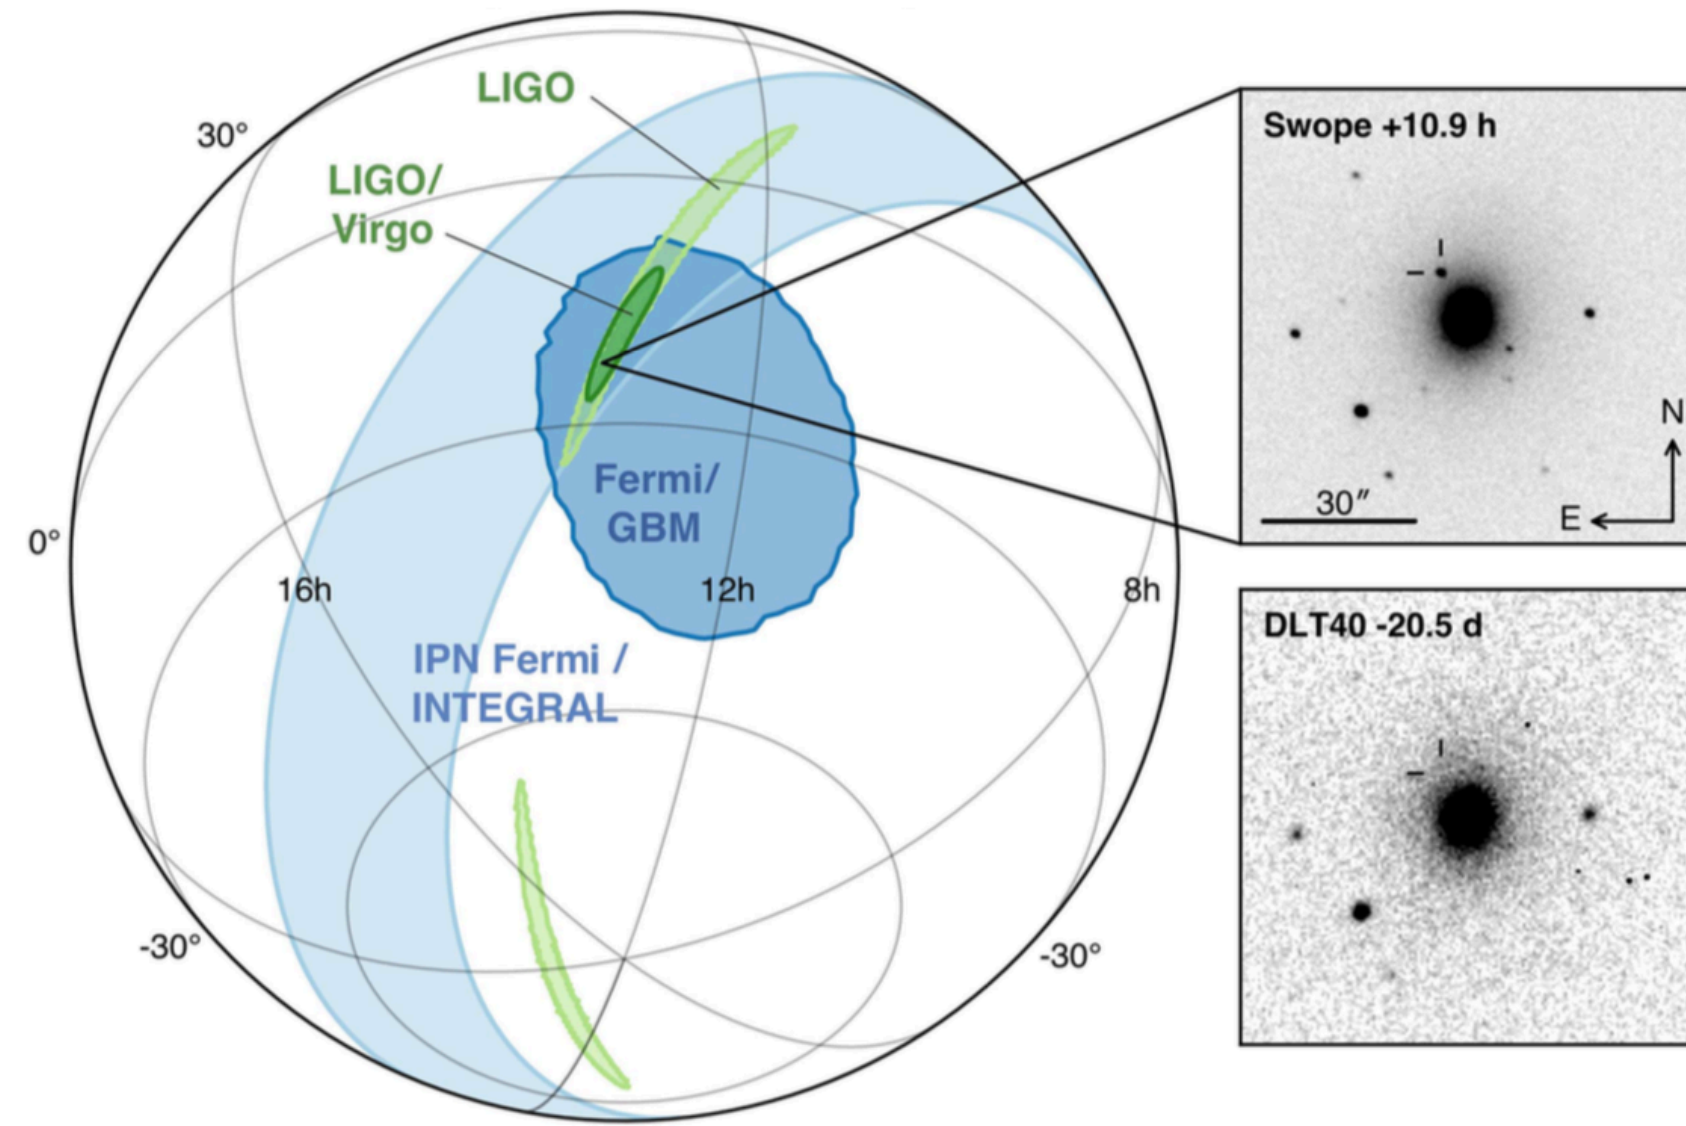 LIGO
30°
LIGO/
Virgo
Fermi/
GBM
0°
16h
12h
8h
IPN Fermi /
INTEGRAL
-30°
-30°
Swope +10.9 h
N
30″
E
DLT40 -20.5 d